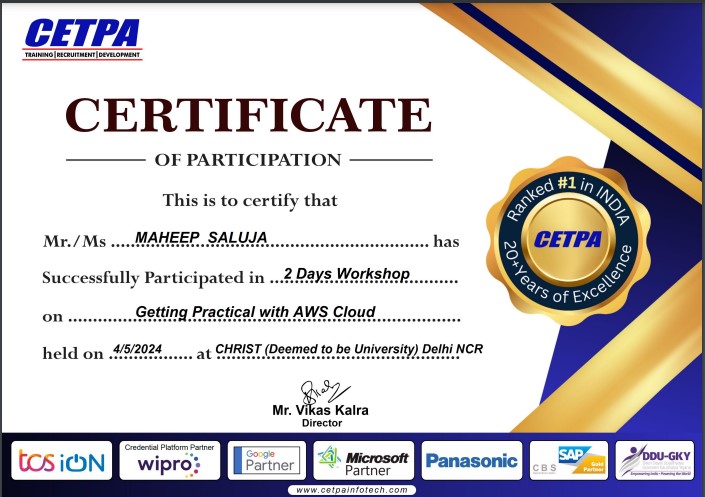 CETPA
TRAINING|RECRUITMENT|DEVELOPMENT
CERTIFICATE
OF PARTICIPATION
This is to certify that
Mr./Ms ....MAHEEP SALUJA.... has
Successfully Participated in ...2 Days Workshop...
on ....Getting Practical with AWS Cloud....
held on 4/5/2024 ...... at CHRIST (Deemed to be University) Delhi NCR
Ranked #1 in INDIA
CETPA
20+Years of Excellence
Mr. Vikas Kalra
Director
tcs iON
Credential Platform Partner
wipro
Google
Partner
Microsoft
Partner
Panasonic
CBS
SAP
Gold
Partner
DDU-GKY
www.cetpainfotech.com